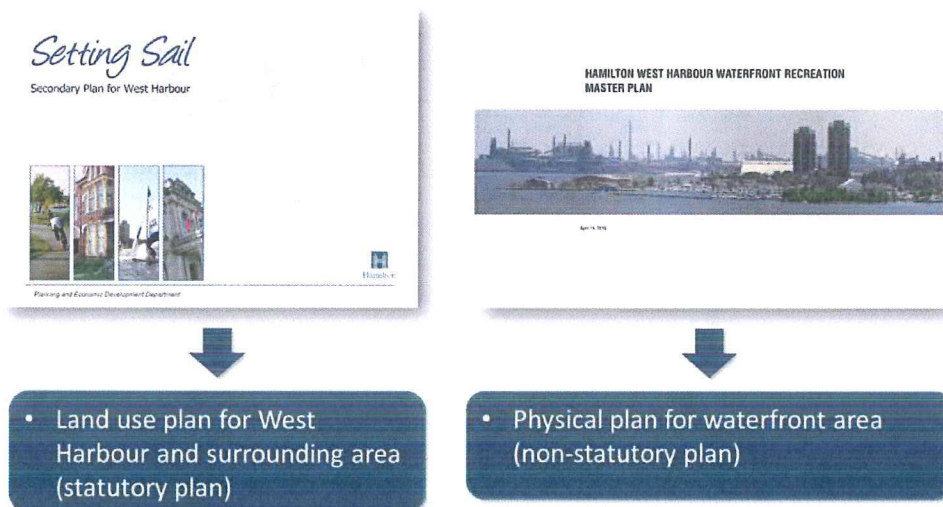 Setting Sail
Secondary Plan for West Harbour
Hamilton
Planning and Economic Development Department
HAMILTON WEST HARBOUR WATERFRONT RECREATION
MASTER PLAN
• Land use plan for West
Harbour and surrounding area
(statutory plan)
• Physical plan for waterfront area
(non-statutory plan)